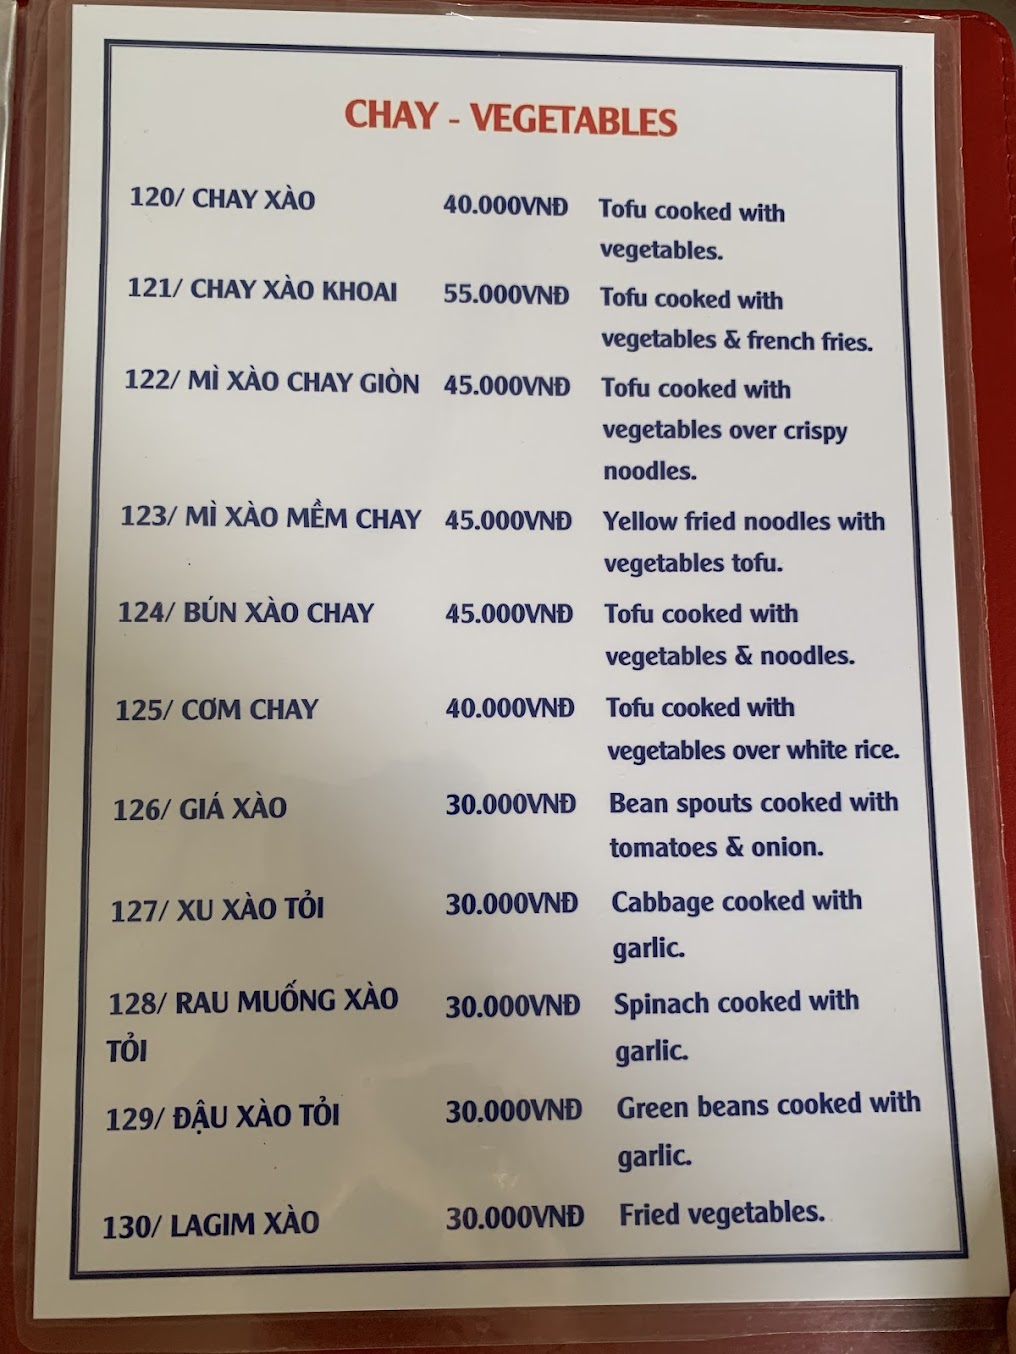 CHAY - VEGETABLES
120/ CHAY XÀO 40.000VNĐ Tofu cooked with
vegetables.
121/ CHAY XÀO KHOAI 55.000VNĐ Tofu cooked with
vegetables & french fries.
122/ MÌ XÀO CHAY GIÒN 45.000VNĐ Tofu cooked with
vegetables over crispy
noodles.
123/ MÌ XÀO MỀM CHAY 45.000VNĐ Yellow fried noodles with
vegetables tofu.
124/ BÚN XÀO CHAY 45.000VNĐ Tofu cooked with
vegetables & noodles.
125/ CƠM CHAY 40.000VNĐ Tofu cooked with
vegetables over white rice.
126/ GIÁ XÀO 30.000VNĐ Bean spouts cooked with
tomatoes & onion.
127/ XU XÀO TỎI 30.000VNĐ Cabbage cooked with
garlic.
128/ RAU MUỐNG XÀO 30.000VNĐ Spinach cooked with
TỎI garlic.
129/ ĐẬU XÀO TỎI 30.000VNĐ Green beans cooked with
garlic.
130/ LAGIM XÀO 30.000VNĐ Fried vegetables.